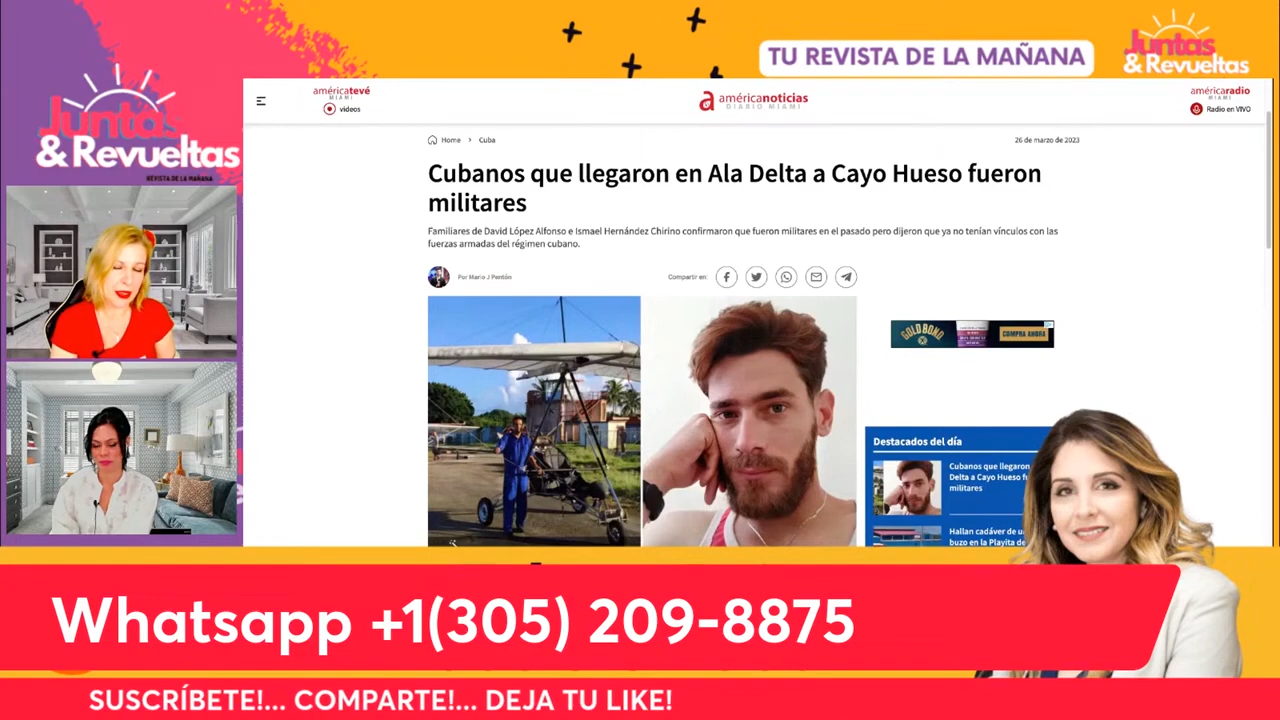 TU REVISTA DE LA MAÑANA
Juntas
& Revueltas
Juntas
& Revueltas
REVISTA DE LA MAÑANA
américatevé
MIAMI
videos
américanoticias
DIARIO MIAMI
américaradio
MIAMI
Radio en VIVO
Home > Cuba
26 de marzo de 2023
Cubanos que llegaron en Ala Delta a Cayo Hueso fueron
militares
Familiares de David López Alfonso e Ismael Hernández Chirino confirmaron que fueron militares en el pasado pero dijeron que ya no tenían vínculos con las
fuerzas armadas del régimen cubano.
Por Mario J Pentón
Compartir en:
GOLD BOND
COMPRA AHORA
Destacados del día
Cubanos que llegaron
Delta a Cayo Hueso f
militares
Hallan cadáver de u
buzo en la Playita de
Whatsapp +1(305) 209-8875
SUSCRÍBETE!... COMPARTE!... DEJA TU LIKE!